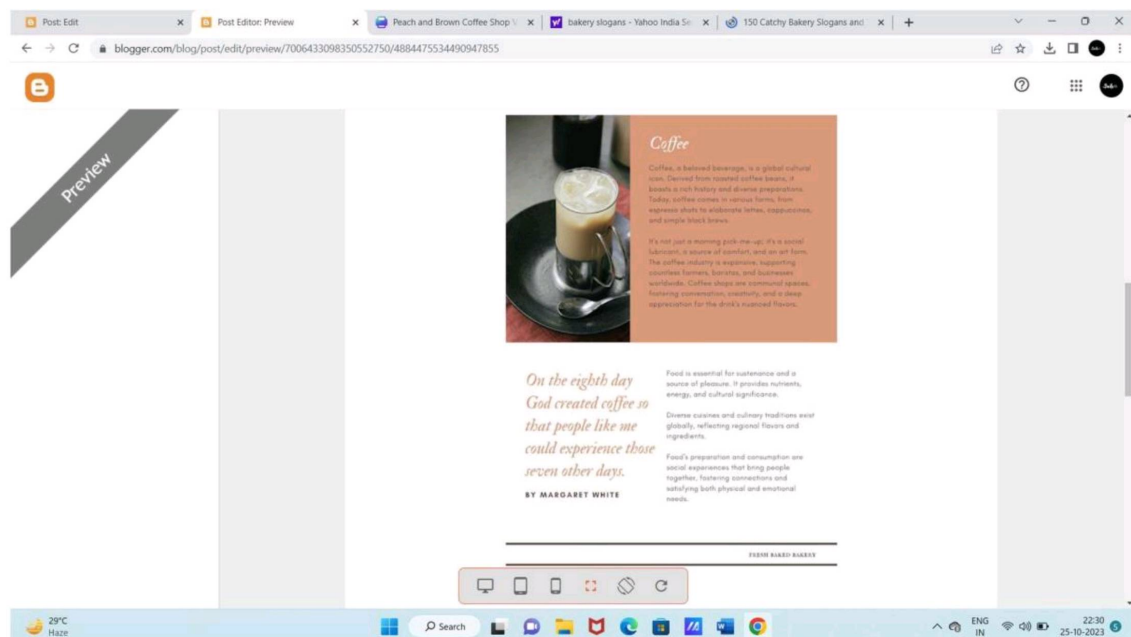 Post: Edit
Post Editor: Preview
Peach and Brown Coffee Shop V
bakery slogans - Yahoo India Se
150 Catchy Bakery Slogans and
blogger.com/blog/post/edit/preview/7006433098350552750/4884475534490947855
Preview
Coffee
Coffee, a beloved beverage, is a global cultural
icon. Derived from roasted coffee beans, it
boasts a rich history and diverse preparations.
Today, coffee comes in various forms, from
espresso shots to elaborate lattes, cappuccinos,
and simple black brews.
It's not just a morning pick-me-up; it's a social
lubricant, a source of comfort, and an art form.
The coffee industry is expansive, supporting
countless farmers, baristas, and businesses
worldwide. Coffee shops are communal spaces,
fostering conversation, creativity, and a deep
appreciation for the drink's nuanced flavors.
On the eighth day
God created coffee so
that people like me
could experience those
seven other days.
BY MARGARET WHITE
Food is essential for sustenance and a
source of pleasure. It provides nutrients,
energy, and cultural significance.
Diverse cuisines and culinary traditions exist
globally, reflecting regional flavors and
ingredients.
Food's preparation and consumption are
social experiences that bring people
together, fostering connections and
satisfying both physical and emotional
needs.
FRESH BAKED BAKERY
29°C
Haze
Search
ENG
IN
22:30
25-10-2023
5